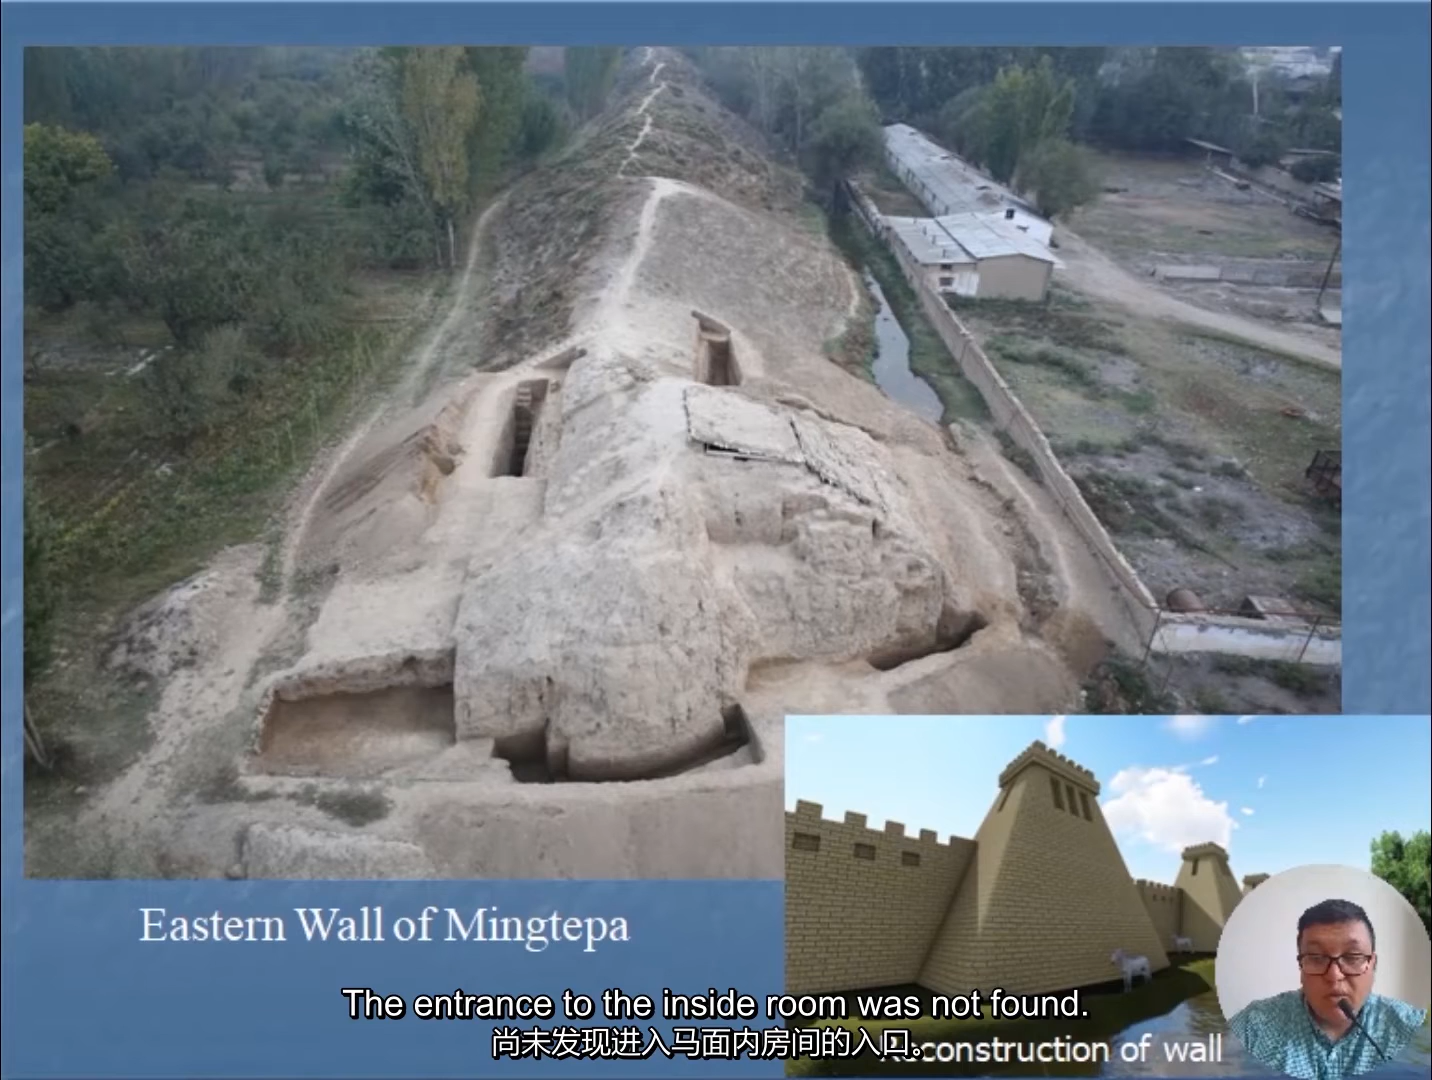 Eastern Wall of Mingtepa
The entrance to the inside room was not found.
尚未发现进入马面内房间的入口。
construction of wall